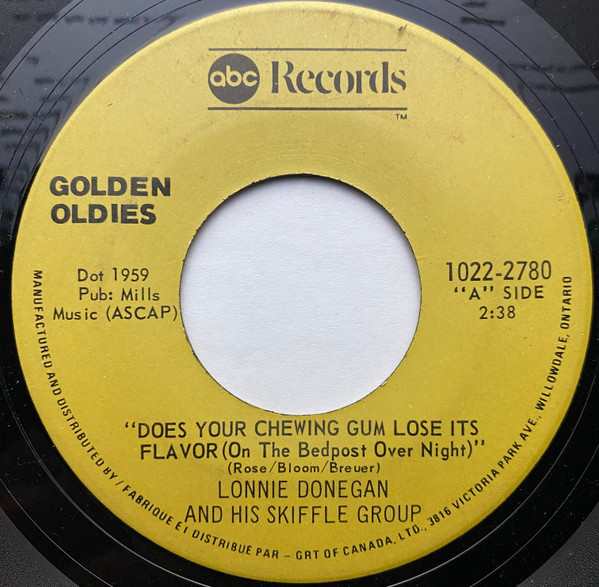 abc Records
TM
GOLDEN
OLDIES
Dot 1959
Pub: Mills
Music (ASCAP)
1022-2780
"A" SIDE
2:38
"DOES YOUR CHEWING GUM LOSE ITS
FLAVOR (On The Bedpost Over Night)"
(Rose/Bloom/Breuer)
LONNIE DONEGAN
AND HIS SKIFFLE GROUP
MANUFACTURED AND DISTRIBUTED BY / FABRIQUE ET DISTRIBUE PAR – GRT OF CANADA, LTD., 3816 VICTORIA PARK AVE., WILLOWDALE, ONTARIO